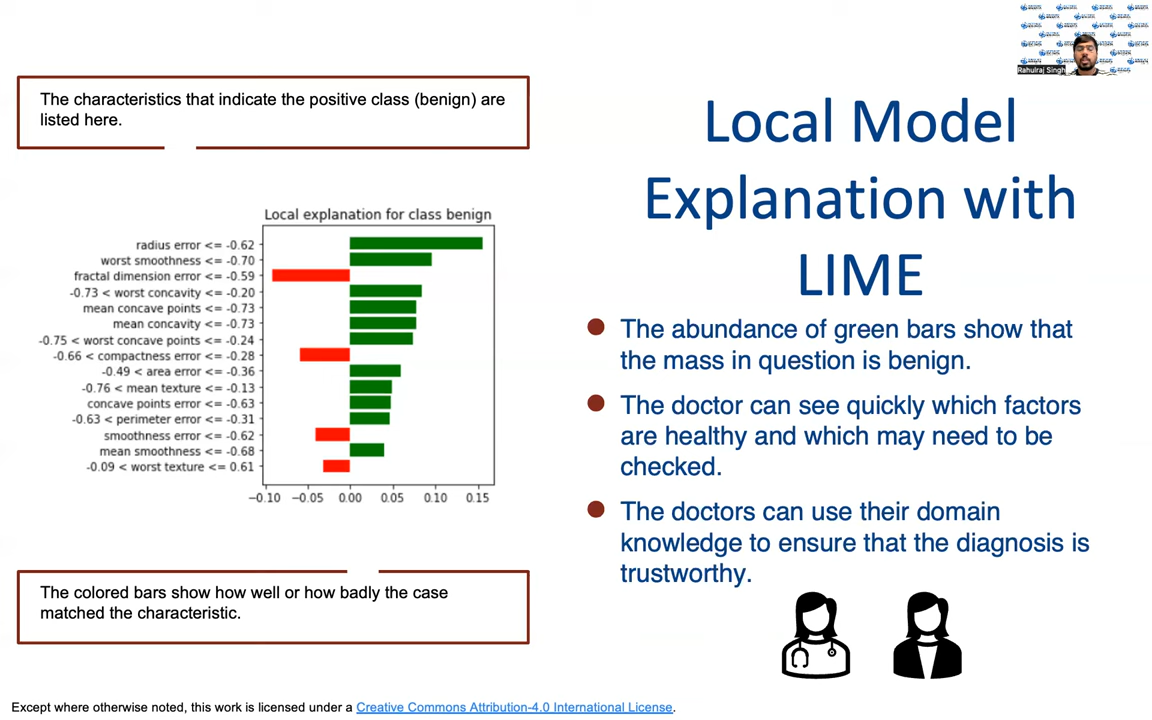 Rahulraj Singh
The characteristics that indicate the positive class (benign) are
listed here.
Local explanation for class benign
radius error <= -0.62
worst smoothness <= -0.70
fractal dimension error <= -0.59
-0.73 < worst concavity <= -0.20
mean concave points <= -0.73
mean concavity <= -0.73
-0.75 < worst concave points <= -0.24
-0.66 < compactness error <= -0.28
-0.49 < area error <= -0.36
-0.76 < mean texture <= -0.13
concave points error <= -0.63
-0.63 < perimeter error <= -0.31
smoothness error <= -0.62
mean smoothness <= -0.68
-0.09 < worst texture <= 0.61
−0.10 −0.05 0.00 0.05 0.10 0.15
The colored bars show how well or how badly the case
matched the characteristic.
Local Model
Explanation with
LIME
The abundance of green bars show that
the mass in question is benign.
The doctor can see quickly which factors
are healthy and which may need to be
checked.
The doctors can use their domain
knowledge to ensure that the diagnosis is
trustworthy.
Except where otherwise noted, this work is licensed under a Creative Commons Attribution-4.0 International License.